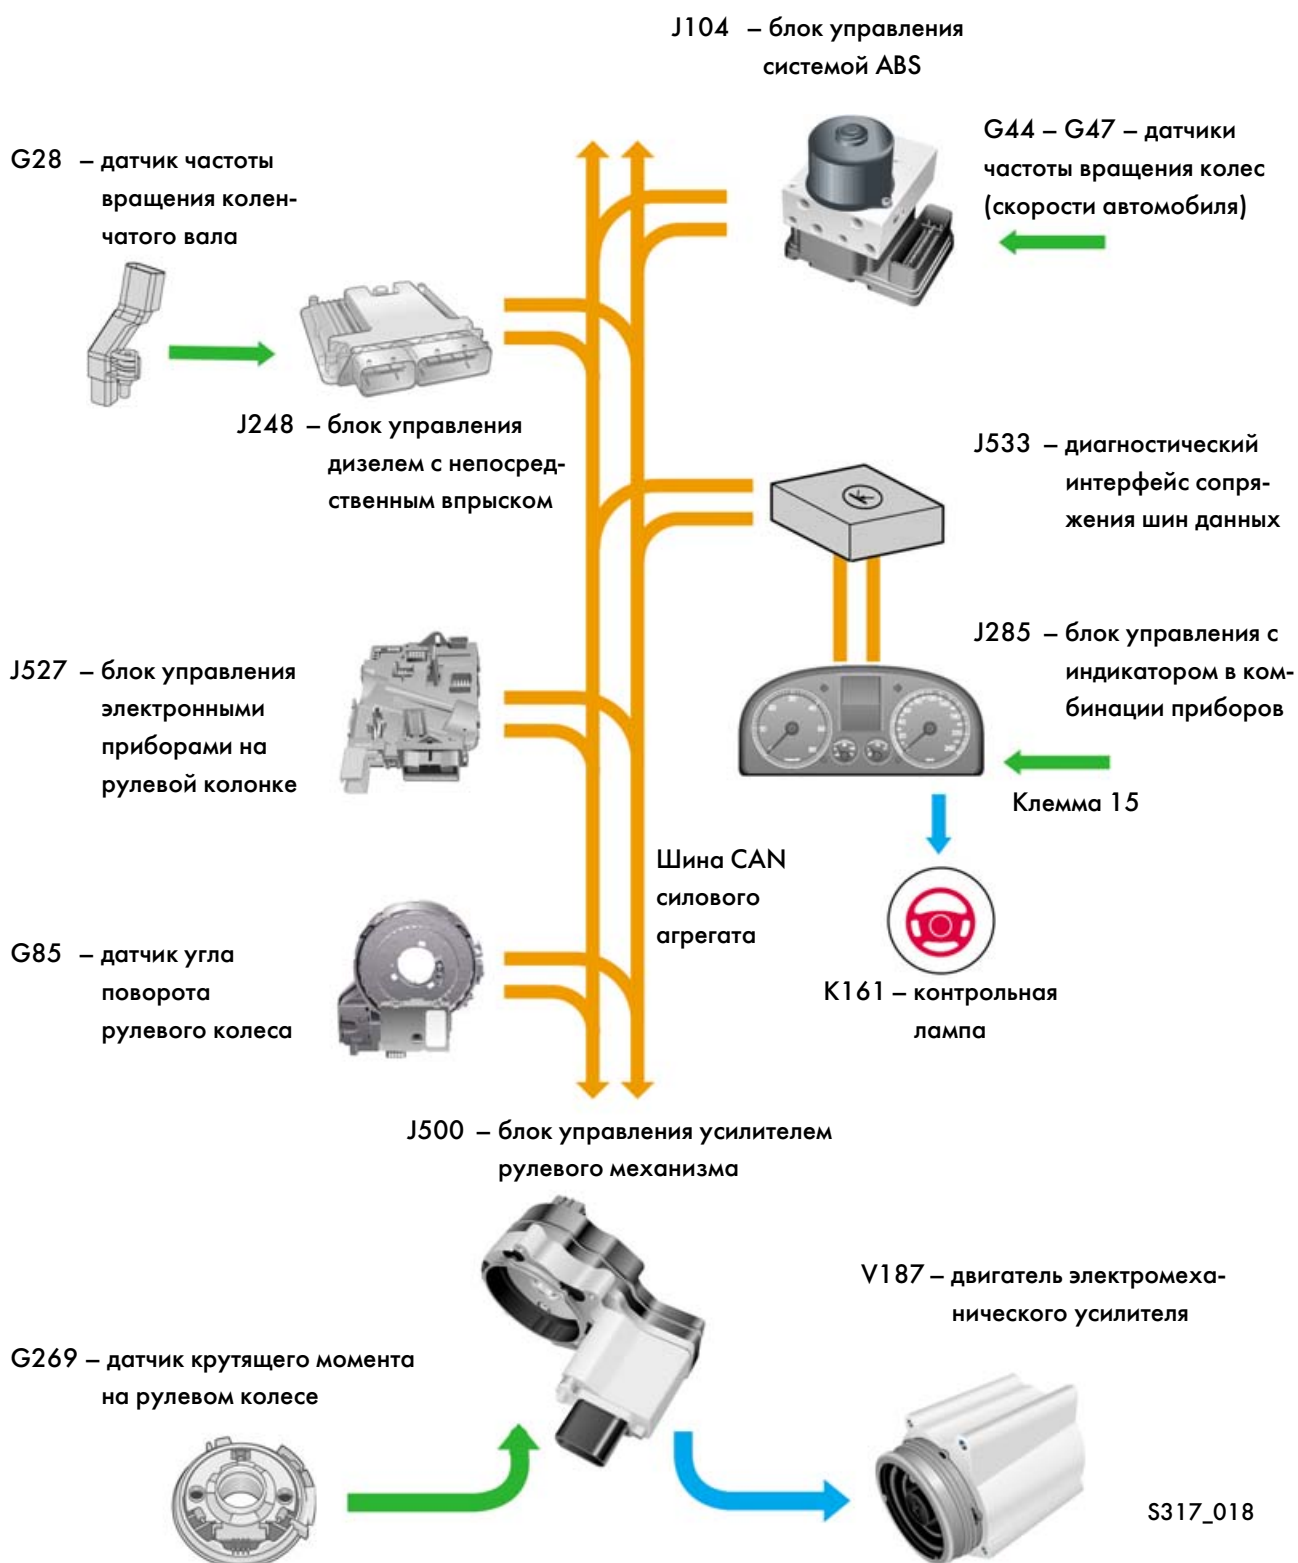 J104 – блок управления
системой ABS
G44 – G47 – датчики
частоты вращения колес
(скорости автомобиля)
G28 – датчик частоты
вращения колен-
чатого вала
J248 – блок управления
дизелем с непосред-
ственным впрыском
J533 – диагностический
интерфейс сопря-
жения шин данных
J285 – блок управления с
индикатором в ком-
бинации приборов
J527 – блок управления
электронными
приборами на
рулевой колонке
Клемма 15
Шина CAN
силового
агрегата
G85 – датчик угла
поворота
рулевого колеса
K161 – контрольная
лампа
J500 – блок управления усилителем
рулевого механизма
V187 – двигатель электромеха-
нического усилителя
G269 – датчик крутящего момента
на рулевом колесе
S317_018